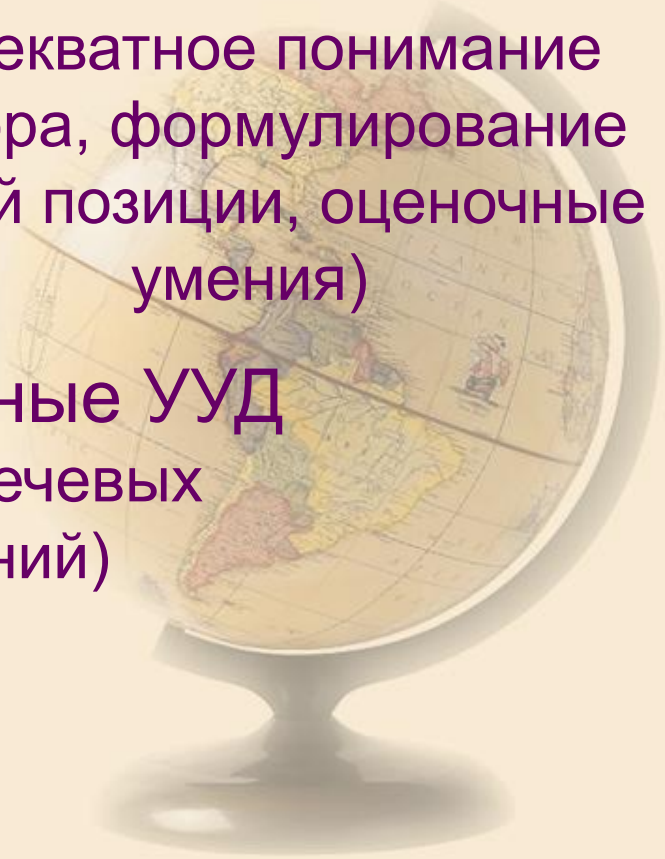 екватное понимание
ра, формулирование
й позиции, оценочные
умения)
ные УУД
ечевых
ний)